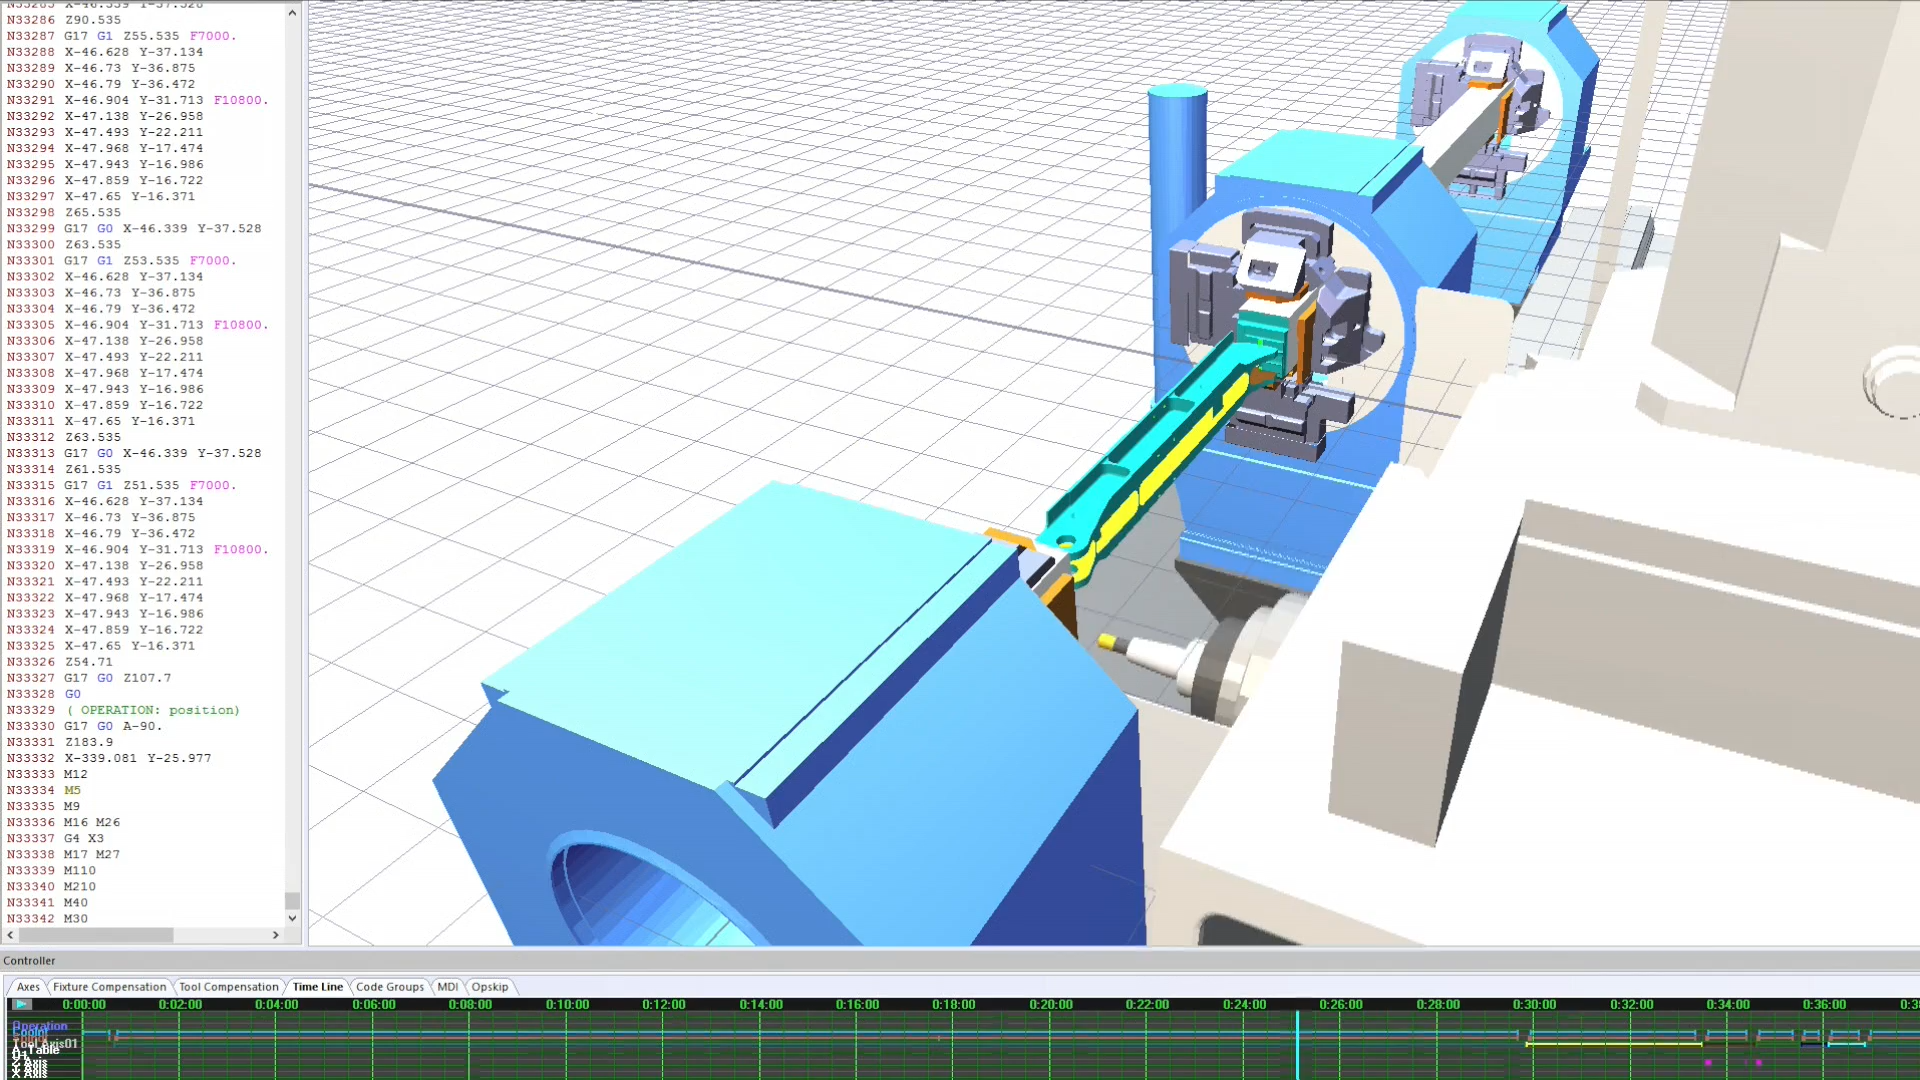 N33285 X-46.339 Y-37.528
N33286 Z90.535
N33287 G17 G1 Z55.535 F7000.
N33288 X-46.628 Y-37.134
N33289 X-46.73 Y-36.875
N33290 X-46.79 Y-36.472
N33291 X-46.904 Y-31.713 F10800.
N33292 X-47.138 Y-26.958
N33293 X-47.493 Y-22.211
N33294 X-47.968 Y-17.474
N33295 X-47.943 Y-16.986
N33296 X-47.859 Y-16.722
N33297 X-47.65 Y-16.371
N33298 Z65.535
N33299 G17 G0 X-46.339 Y-37.528
N33300 Z63.535
N33301 G17 G1 Z53.535 F7000.
N33302 X-46.628 Y-37.134
N33303 X-46.73 Y-36.875
N33304 X-46.79 Y-36.472
N33305 X-46.904 Y-31.713 F10800.
N33306 X-47.138 Y-26.958
N33307 X-47.493 Y-22.211
N33308 X-47.968 Y-17.474
N33309 X-47.943 Y-16.986
N33310 X-47.859 Y-16.722
N33311 X-47.65 Y-16.371
N33312 Z63.535
N33313 G17 G0 X-46.339 Y-37.528
N33314 Z61.535
N33315 G17 G1 Z51.535 F7000.
N33316 X-46.628 Y-37.134
N33317 X-46.73 Y-36.875
N33318 X-46.79 Y-36.472
N33319 X-46.904 Y-31.713 F10800.
N33320 X-47.138 Y-26.958
N33321 X-47.493 Y-22.211
N33322 X-47.968 Y-17.474
N33323 X-47.943 Y-16.986
N33324 X-47.859 Y-16.722
N33325 X-47.65 Y-16.371
N33326 Z54.71
N33327 G17 G0 Z107.7
N33328 G0
N33329 ( OPERATION: position)
N33330 G17 G0 A-90.
N33331 Z183.9
N33332 X-339.081 Y-25.977
N33333 M12
N33334 M5
N33335 M9
N33336 M16 M26
N33337 G4 X3
N33338 M17 M27
N33339 M110
N33340 M210
N33341 M40
N33342 M30
Controller
Axes Fixture Compensation Tool Compensation Time Line Code Groups MDI Opskip
0:00:00 0:02:00 0:04:00 0:06:00 0:08:00 0:10:00 0:12:00 0:14:00 0:16:00 0:18:00 0:20:00 0:22:00 0:24:00 0:26:00 0:28:00 0:30:00 0:32:00 0:34:00 0:36:00
Operation
Table
Z Axis
X Axis